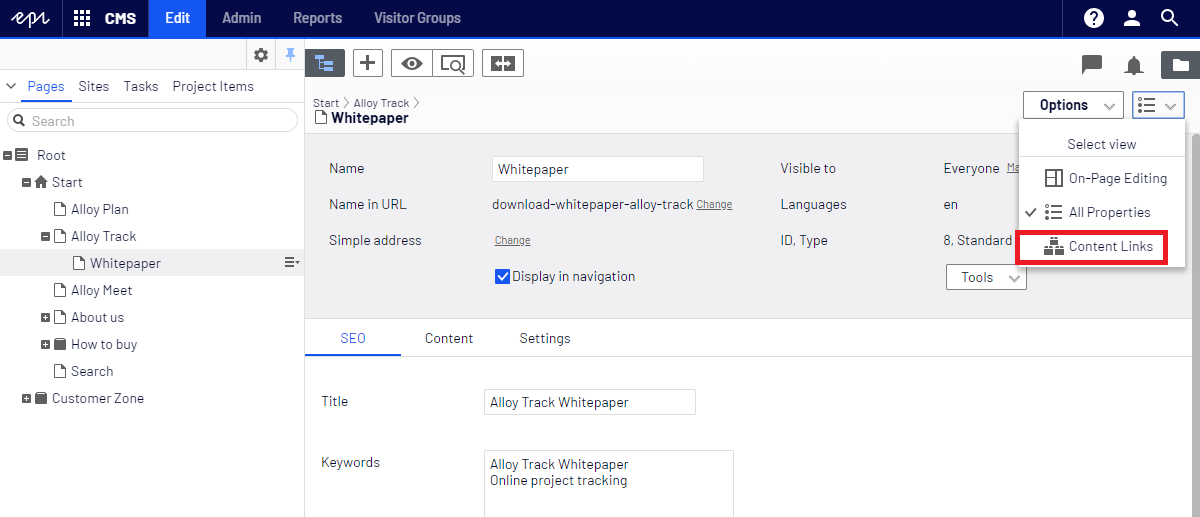 epi CMS Edit Admin Reports Visitor Groups
Pages Sites Tasks Project Items
Search
Root
Start
Alloy Plan
Alloy Track
Whitepaper
Alloy Meet
About us
How to buy
Search
Customer Zone
Start Alloy Track
Whitepaper
Options
Select view
On-Page Editing
All Properties
Content Links
Name Whitepaper
Name in URL download-whitepaper-alloy-track Change
Simple address Change
Display in navigation
Visible to Everyone Ma
Languages en
ID, Type 8, Standard
Tools
SEO Content Settings
Title Alloy Track Whitepaper
Keywords Alloy Track Whitepaper
Online project tracking